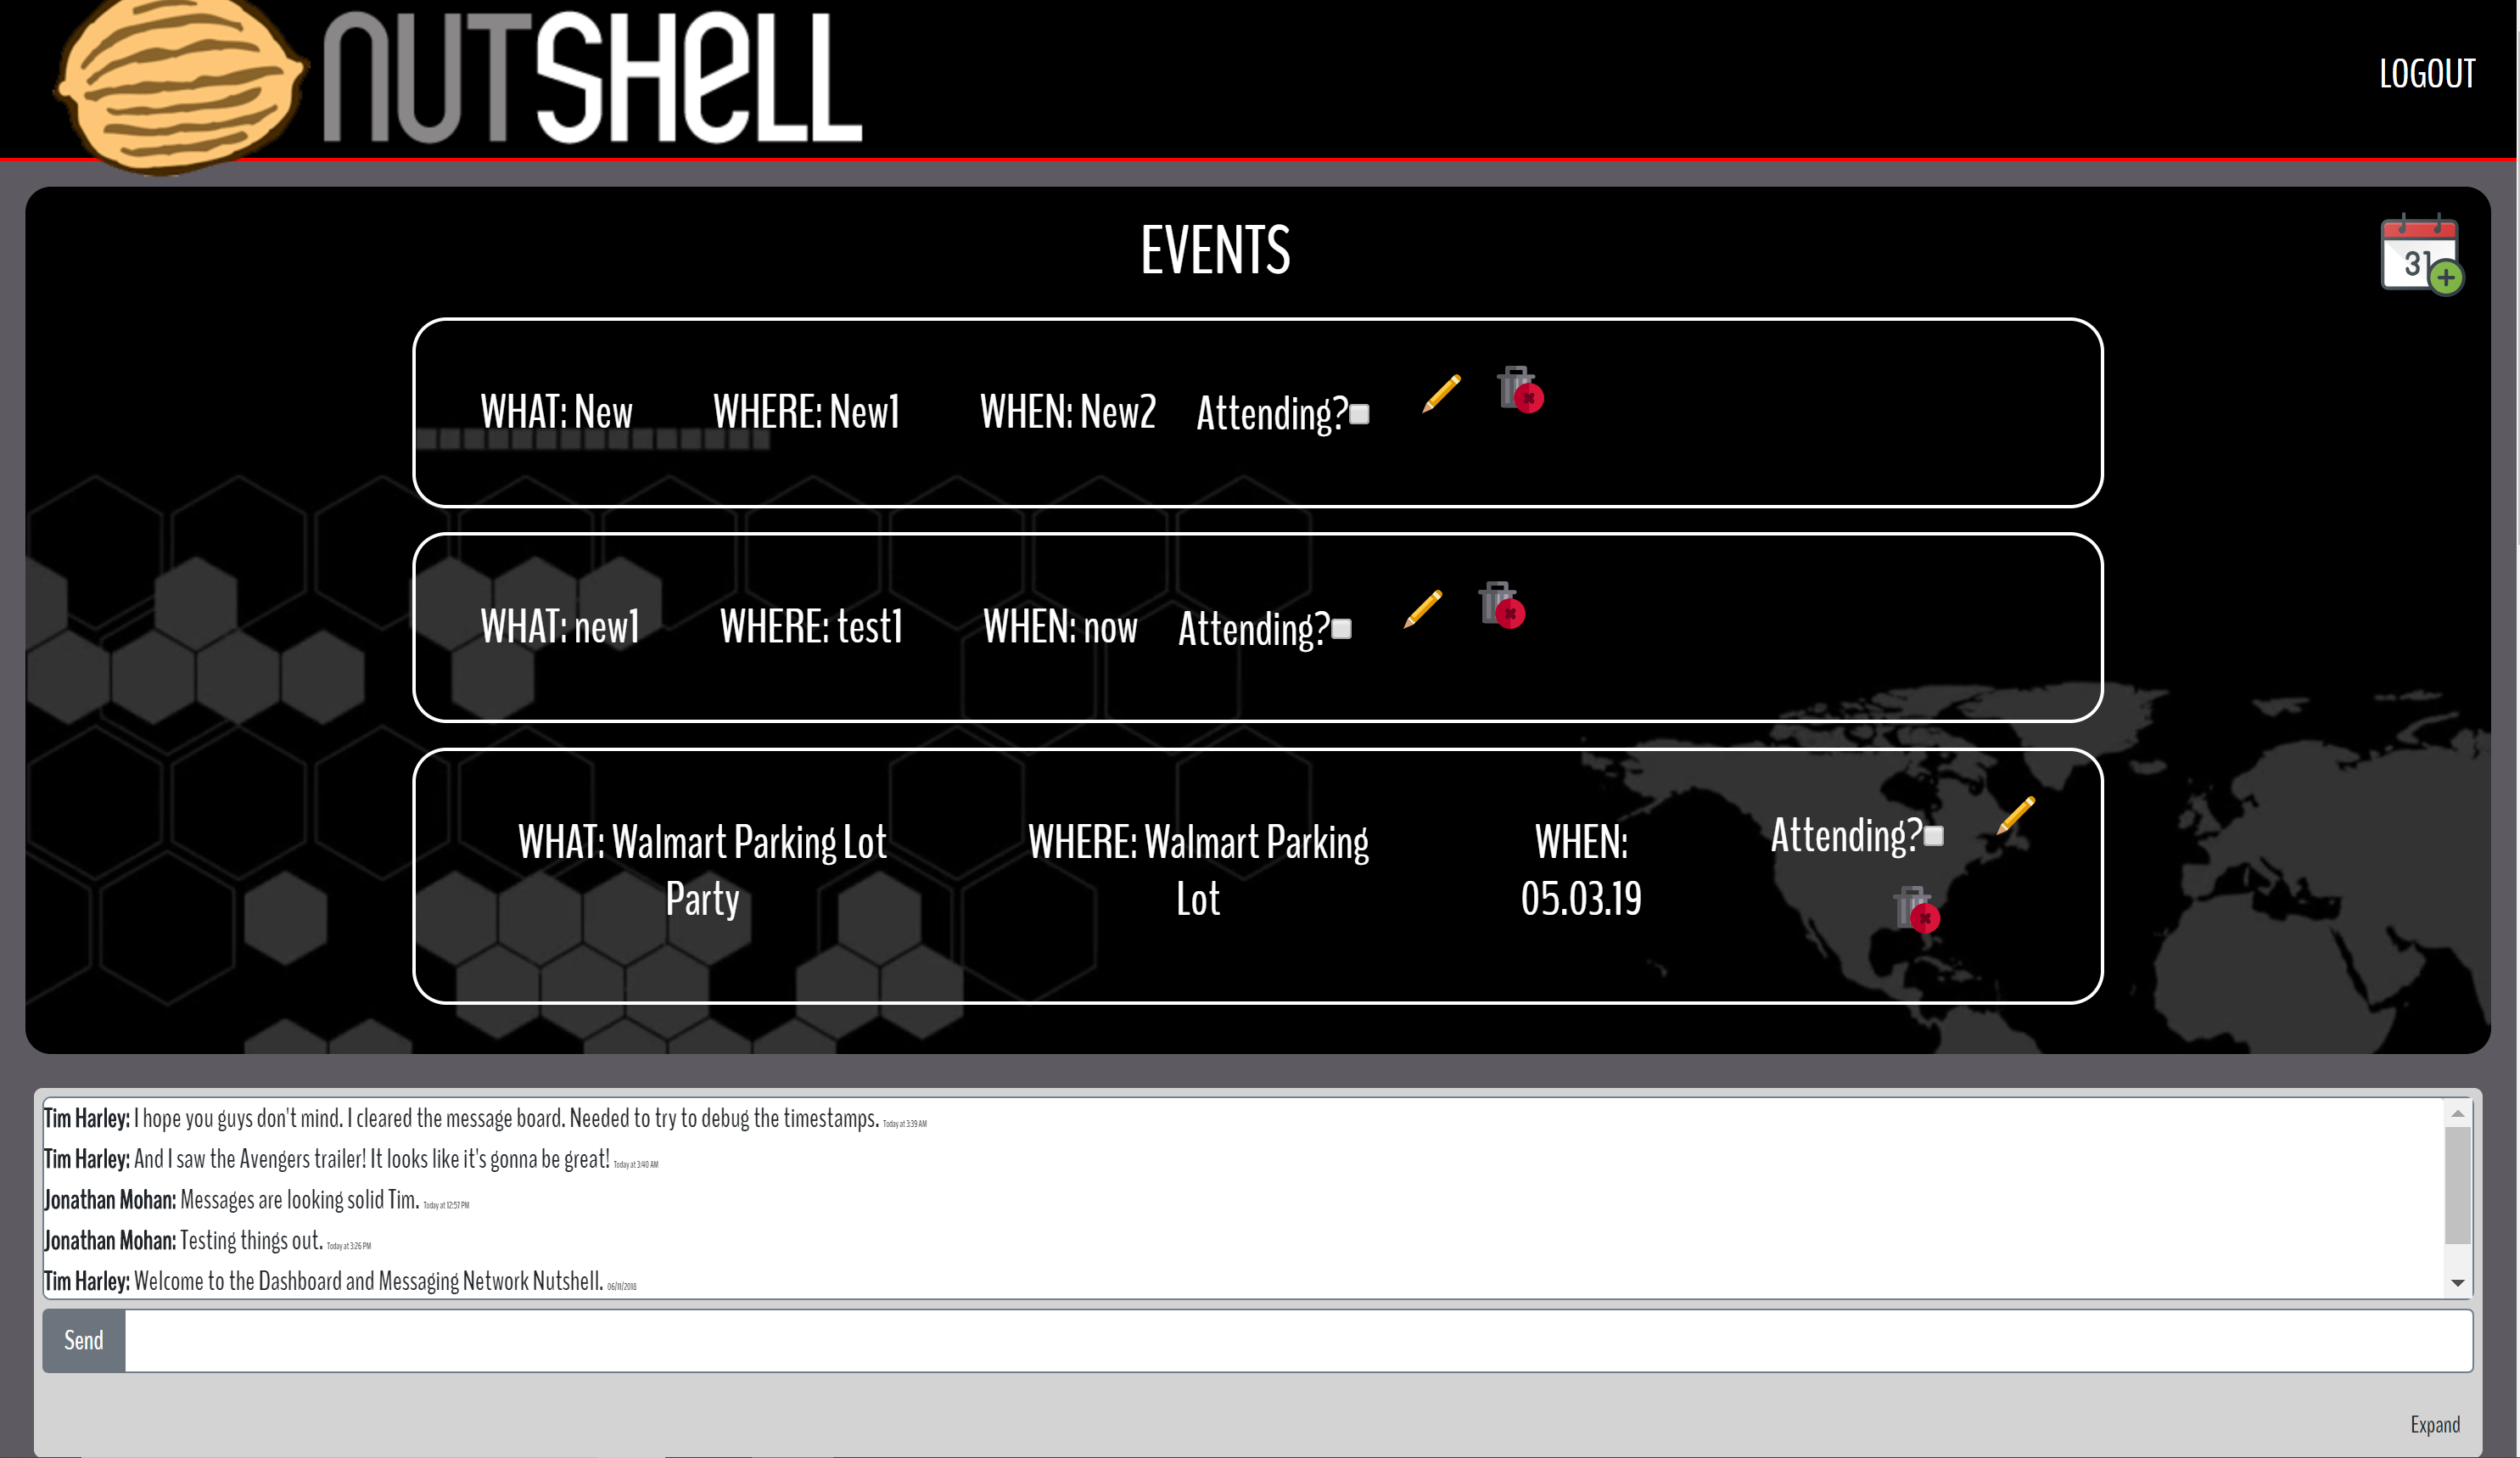 NUTSHELL
LOGOUT
EVENTS
31
WHAT: New WHERE: New1 WHEN: New2 Attending?
WHAT: new1 WHERE: test1 WHEN: now Attending?
WHAT: Walmart Parking Lot
Party
WHERE: Walmart Parking
Lot
WHEN:
05.03.19
Attending?
Tim Harley: I hope you guys don't mind. I cleared the message board. Needed to try to debug the timestamps. Today at 3:39 AM
Tim Harley: And I saw the Avengers trailer! It looks like it's gonna be great! Today at 3:40 AM
Jonathan Mohan: Messages are looking solid Tim. Today at 12:57 PM
Jonathan Mohan: Testing things out. Today at 3:26 PM
Tim Harley: Welcome to the Dashboard and Messaging Network Nutshell. 06/11/2018
Send
Expand